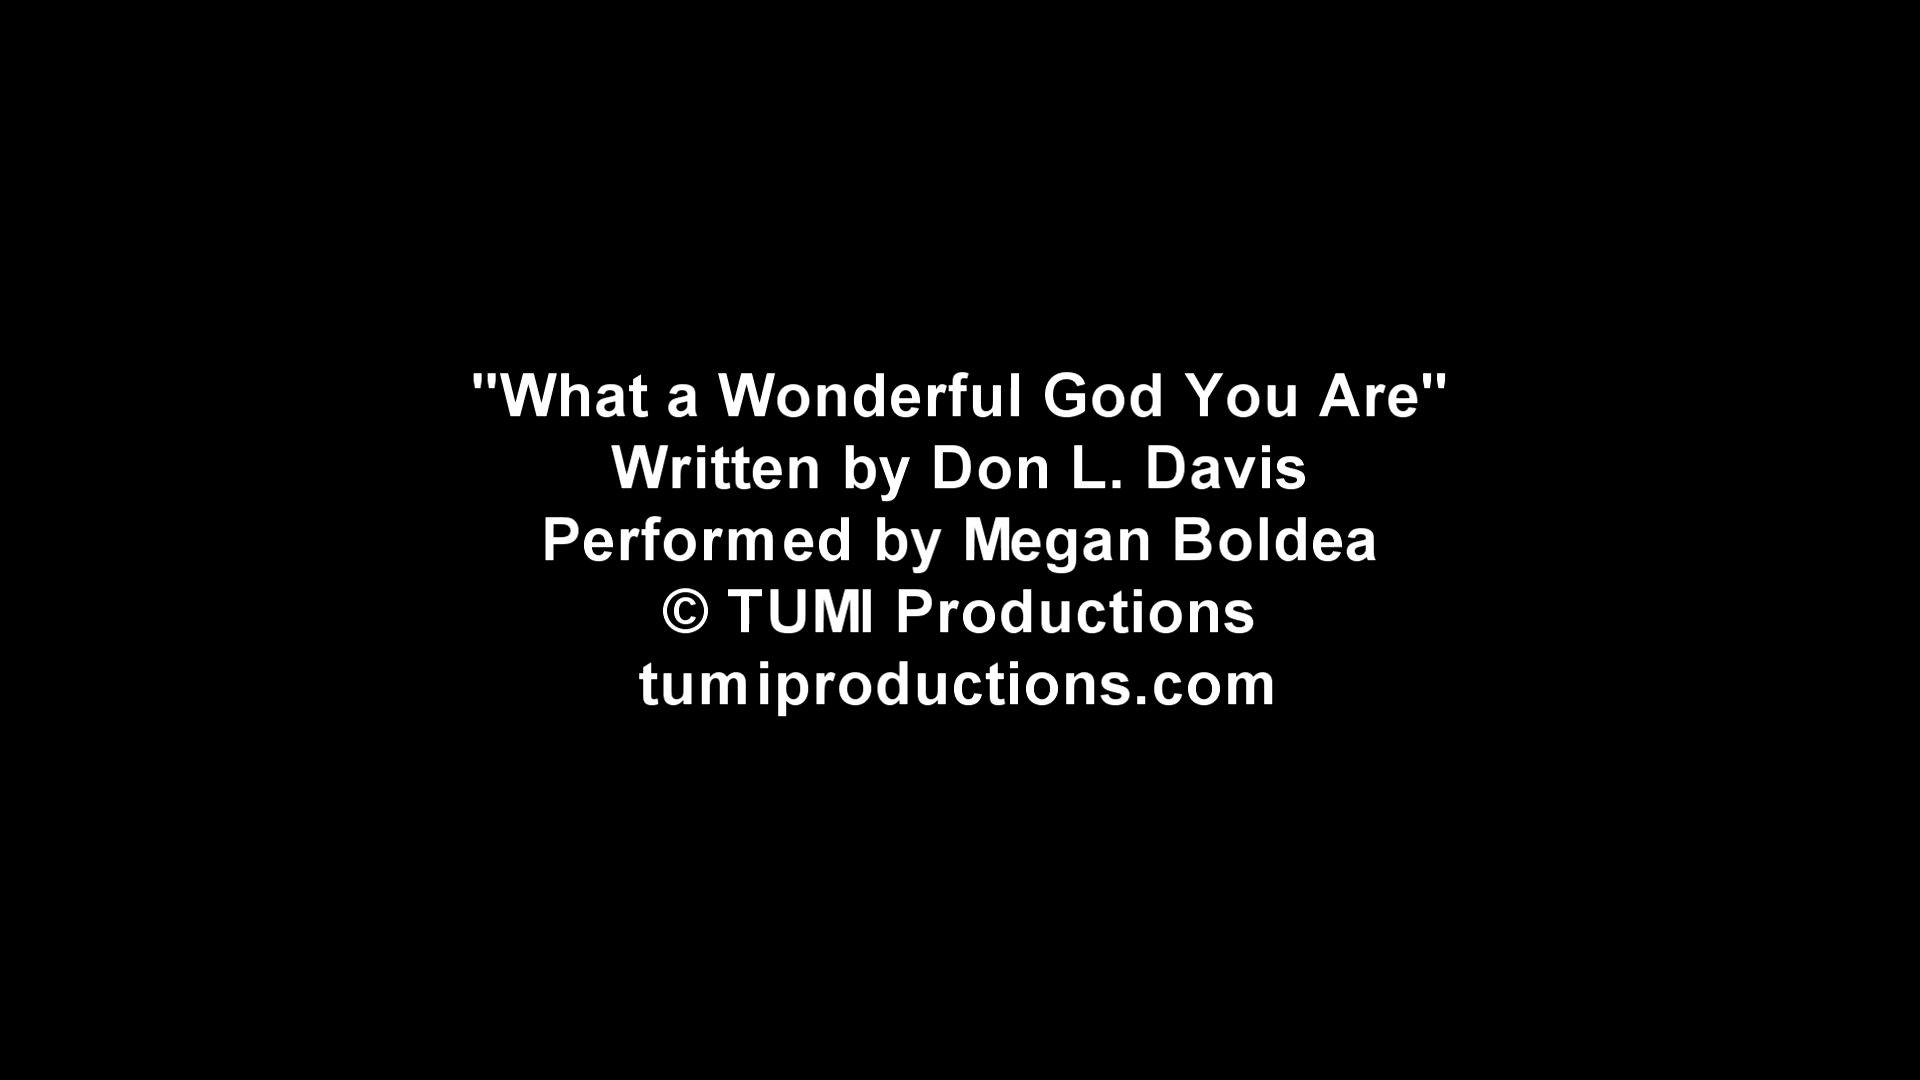 "What a Wonderful God You Are"
Written by Don L. Davis
Performed by Megan Boldea
© TUMI Productions
tumiproductions.com